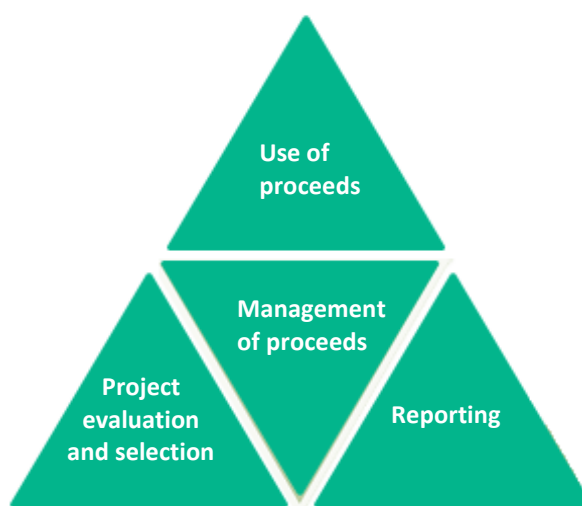 Use of
proceeds
Management
of proceeds
Project
evaluation
and selection
Reporting